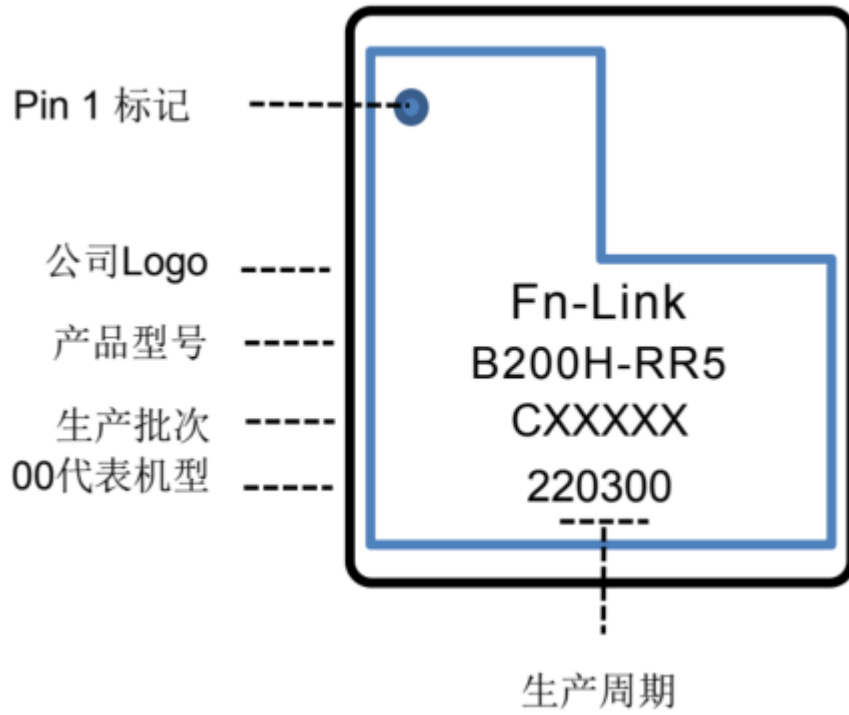 Pin 1 标记
公司Logo
产品型号
生产批次
00代表机型
Fn-Link
B200H-RR5
CXXXXX
220300
生产周期